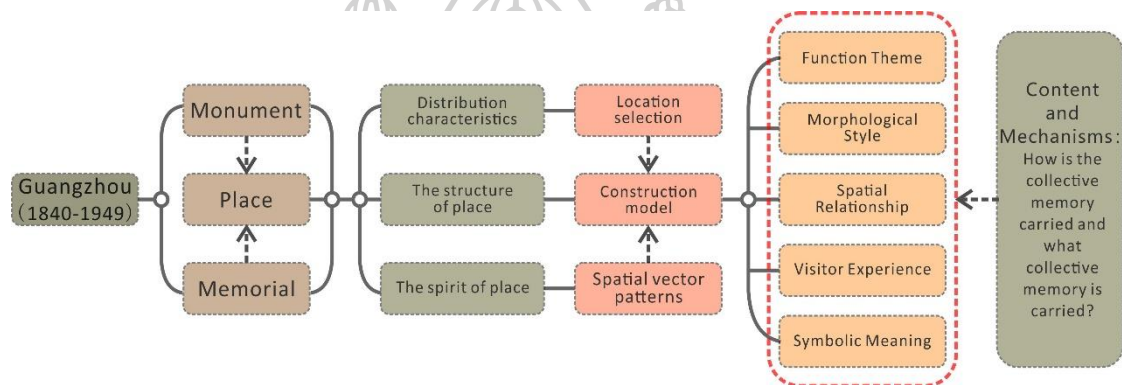 Guangzhou
(1840-1949)
Monument
Place
Memorial
Distribution
characteristics
The structure
of place
The spirit of place
Location
selection
Construction
model
Spatial vector
patterns
Function Theme
Morphological
Style
Spatial
Relationship
Visitor Experience
Symbolic Meaning
Content
and
Mechanisms:
How is the
collective
memory
carried and
what
collective
memory is
carried?